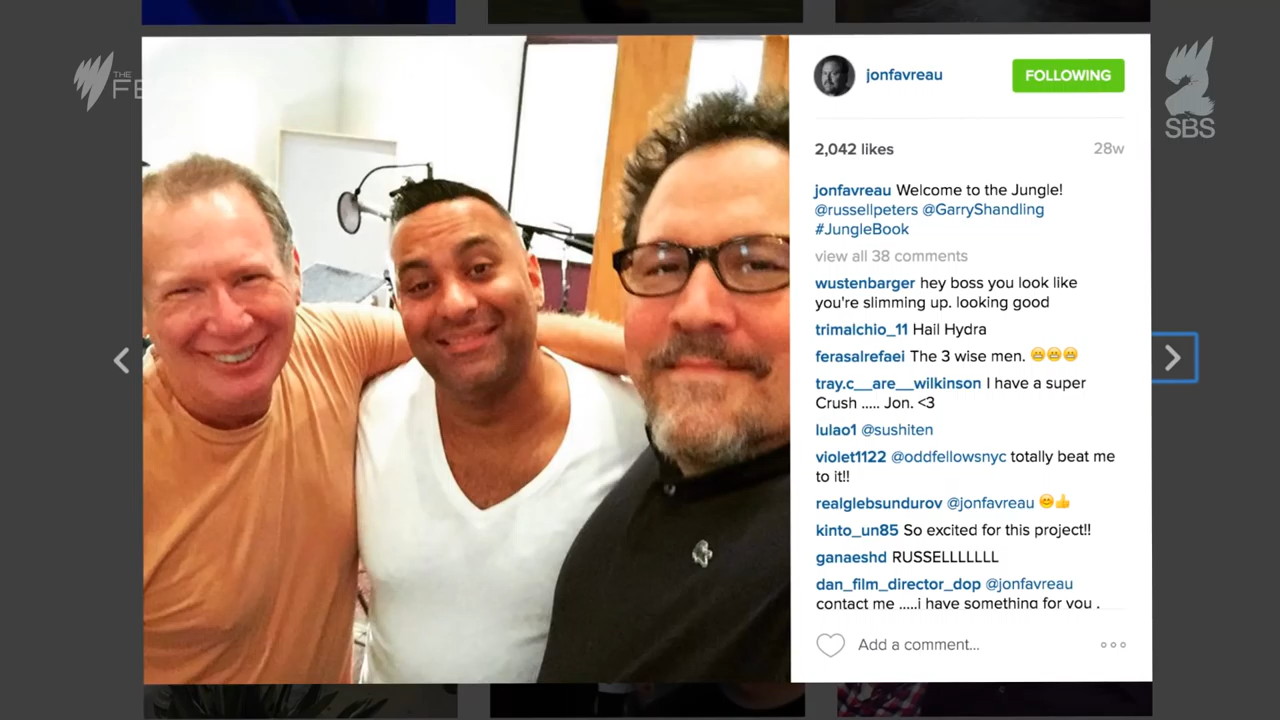 THE
FE
2
SBS
jonfavreau
FOLLOWING
2,042 likes
28w
jonfavreau Welcome to the Jungle!
@russellpeters @GarryShandling
#JungleBook
view all 38 comments
wustenbarger hey boss you look like
you're slimming up. looking good
trimalchio_11 Hail Hydra
ferasalrefaei The 3 wise men. 😁😁😁
tray.c__are__wilkinson I have a super
Crush ..... Jon. <3
lulao1 @sushiten
violet1122 @oddfellowsnyc totally beat me
to it!!
realglebsundurov @jonfavreau 😊👍
kinto_un85 So excited for this project!!
ganaeshd RUSSELLLLLLL
dan_film_director_dop @jonfavreau
contact me .....i have something for you .
Add a comment...